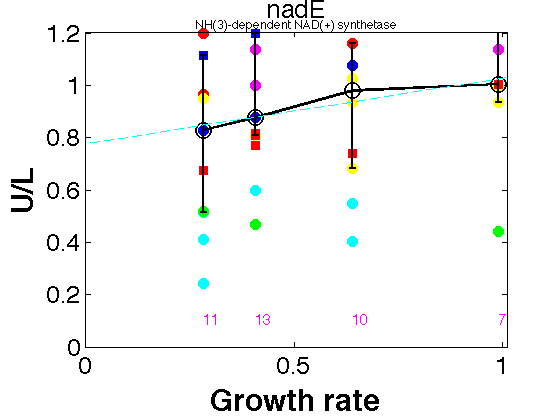 nadE
NH(3)-dependent NAD(+) synthetase
1.2
1
0.8
0.6
0.4
0.2
0
U/L
11 13 10 7
0 0.5 1
Growth rate